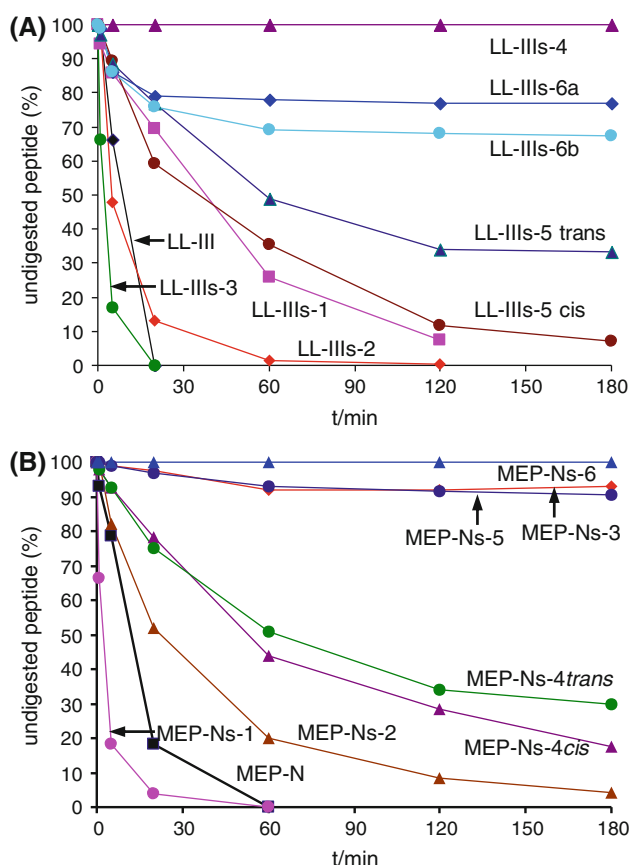 (A)
100
90
80
70
60
50
40
30
20
10
0
undigested peptide (%)
LL-IIIs-4
LL-IIIs-6a
LL-IIIs-6b
LL-IIIs-5 trans
LL-III
LL-IIIs-3
LL-IIIs-1
LL-IIIs-5 cis
LL-IIIs-2
0 30 60 90 120 150 180
t/min
(B)
100
90
80
70
60
50
40
30
20
10
0
undigested peptide (%)
MEP-Ns-6
MEP-Ns-5
MEP-Ns-3
MEP-Ns-4trans
MEP-Ns-1
MEP-Ns-2
MEP-Ns-4cis
MEP-N
0 30 60 90 120 150 180
t/min